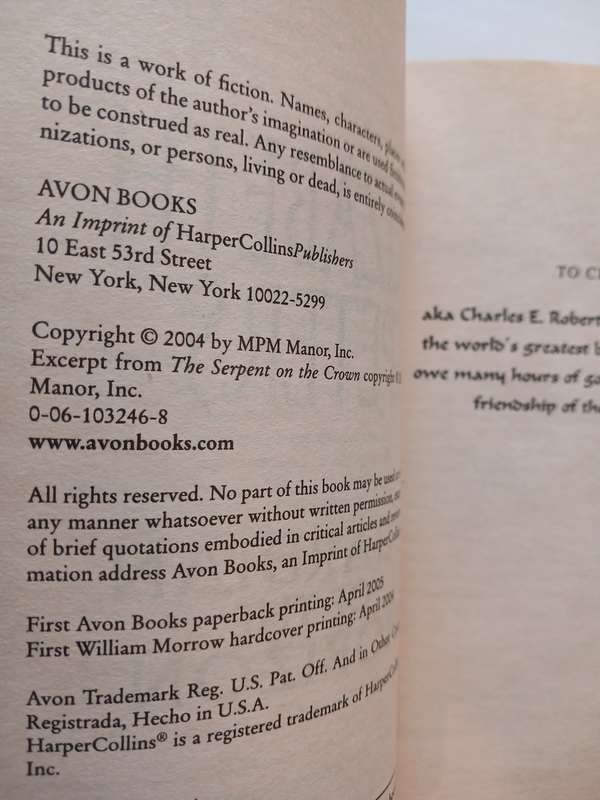 This is a work of fiction. Names, characters, places,
products of the author's imagination or are used
to be construed as real. Any resemblance to actual
nizations, or persons, living or dead, is entirely
AVON BOOKS
An Imprint of HarperCollinsPublishers
10 East 53rd Street
New York, New York 10022-5299
Copyright © 2004 by MPM Manor, Inc.
Excerpt from The Serpent on the Crown copyright
Manor, Inc.
0-06-103246-8
www.avonbooks.com
All rights reserved. No part of this book may be used
any manner whatsoever without written permission,
of brief quotations embodied in critical articles and
mation address Avon Books, an Imprint of HarperColl
First Avon Books paperback printing: April 2005
First William Morrow hardcover printing: April 2004
Avon Trademark Reg. U.S. Pat. Off. And in Other
Registrada, Hecho en U.S.A.
HarperCollins® is a registered trademark of HarperColl
Inc.
TO
aka Charles E. Robert
the world's greatest
owe many hours of
friendship of